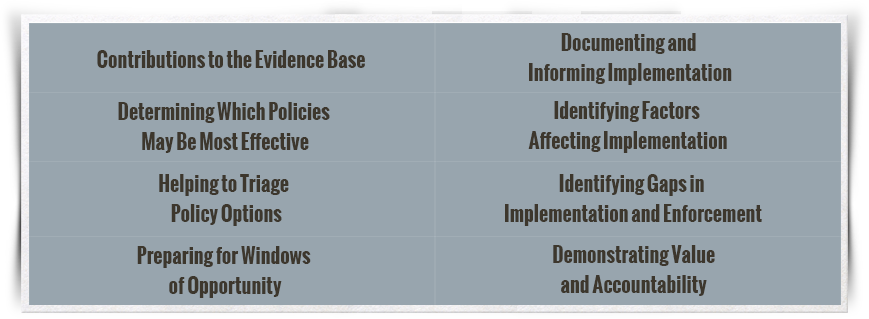 Contributions to the Evidence Base
Documenting and
Informing Implementation
Determining Which Policies
May Be Most Effective
Identifying Factors
Affecting Implementation
Helping to Triage
Policy Options
Identifying Gaps in
Implementation and Enforcement
Preparing for Windows
of Opportunity
Demonstrating Value
and Accountability